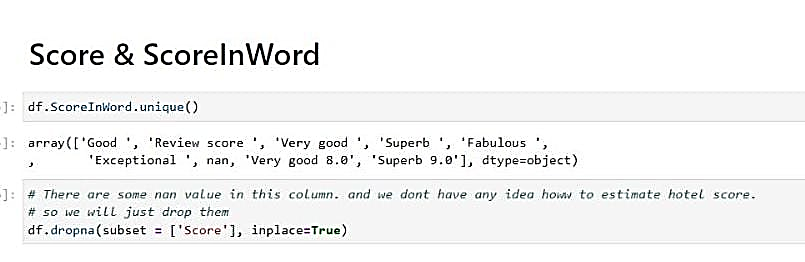 Score & ScoreInWord
]: df.ScoreInWord.unique()
]: array(['Good ', 'Review score ', 'Very good ', 'Superb ', 'Fabulous ',
, 'Exceptional ', nan, 'Very good 8.0', 'Superb 9.0'], dtype=object)
]: # There are some nan value in this column. and we dont have any idea howw to estimate hotel score.
# so we will just drop them
df.dropna(subset = ['Score'], inplace=True)